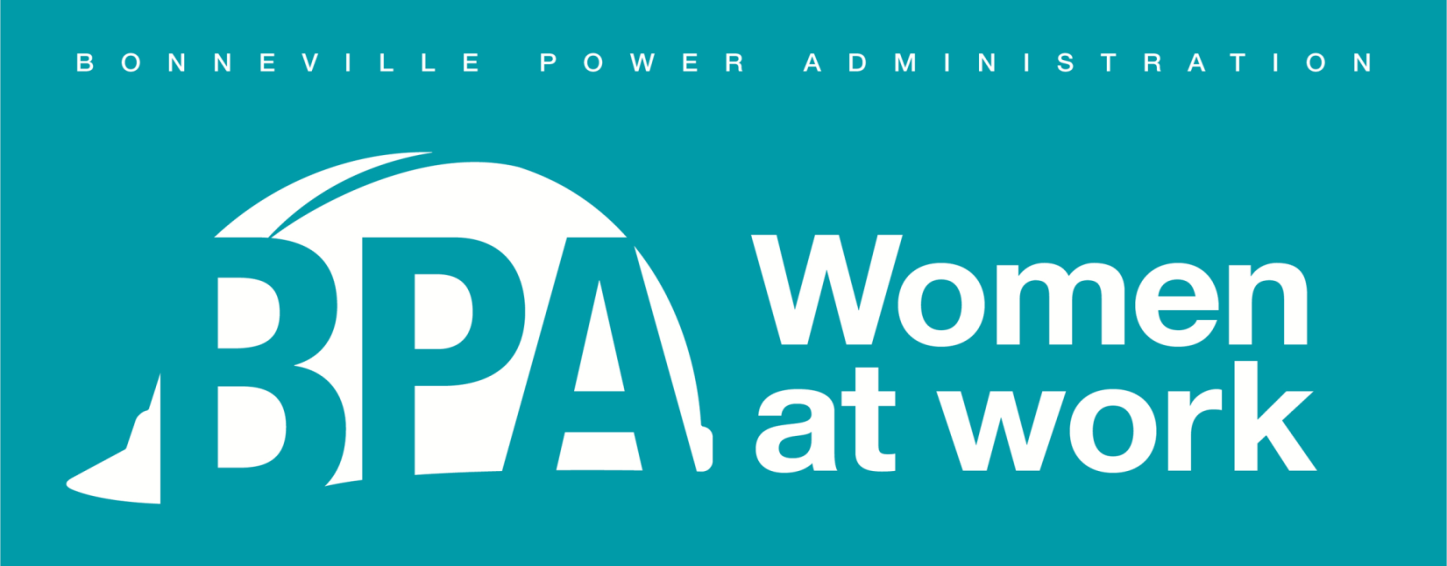 BONNEVILLE POWER ADMINISTRATION
BPA
Women
at work